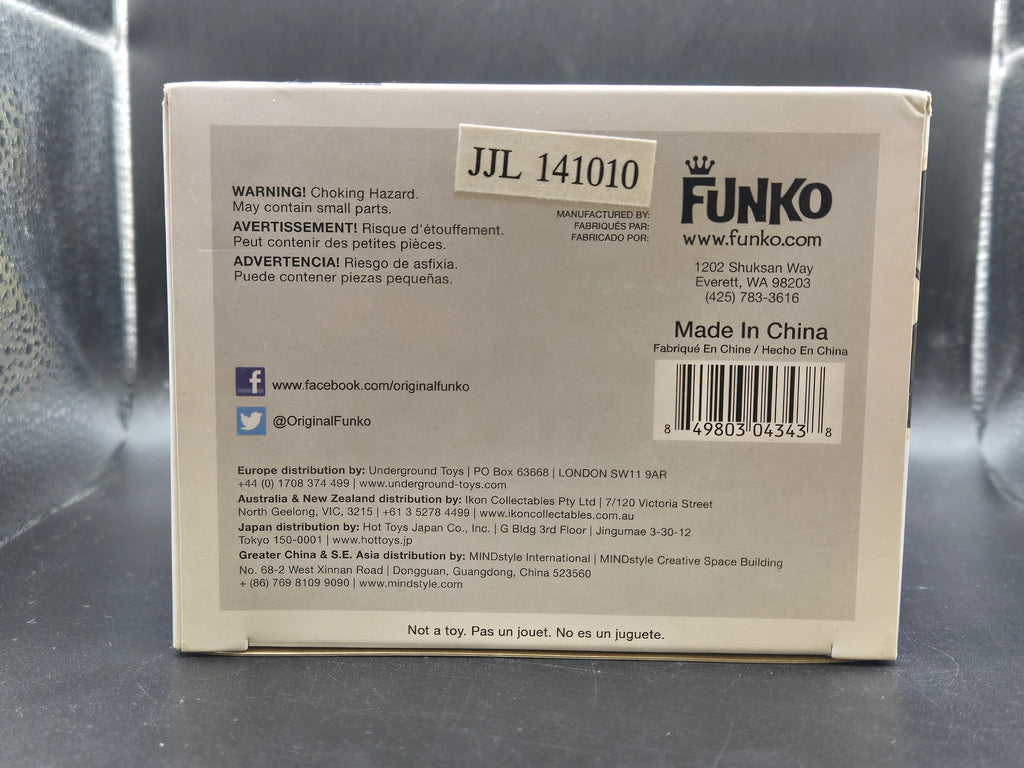 JJL 141010
WARNING! Choking Hazard.
May contain small parts.
AVERTISSEMENT! Risque d'étouffement.
Peut contenir des petites pièces.
ADVERTENCIA! Riesgo de asfixia.
Puede contener piezas pequeñas.
MANUFACTURED BY:
FABRIQUÉS PAR:
FABRICADO POR:
FUNKO
www.funko.com
1202 Shuksan Way
Everett, WA 98203
(425) 783-3616
Made In China
Fabriqué En Chine / Hecho En China
8 49803 04343 8
f www.facebook.com/originalfunko
@OriginalFunko
Europe distribution by: Underground Toys | PO Box 63668 | LONDON SW11 9AR
+44 (0) 1708 374 499 | www.underground-toys.com
Australia & New Zealand distribution by: Ikon Collectables Pty Ltd | 7/120 Victoria Street
North Geelong, VIC, 3215 | +61 3 5278 4499 | www.ikoncollectables.com.au
Japan distribution by: Hot Toys Japan Co., Inc. | G Bldg 3rd Floor | Jingumae 3-30-12
Tokyo 150-0001 | www.hottoys.jp
Greater China & S.E. Asia distribution by: MINDstyle International | MINDstyle Creative Space Building
No. 68-2 West Xinnan Road | Dongguan, Guangdong, China 523560
+ (86) 769 8109 9090 | www.mindstyle.com
Not a toy. Pas un jouet. No es un juguete.